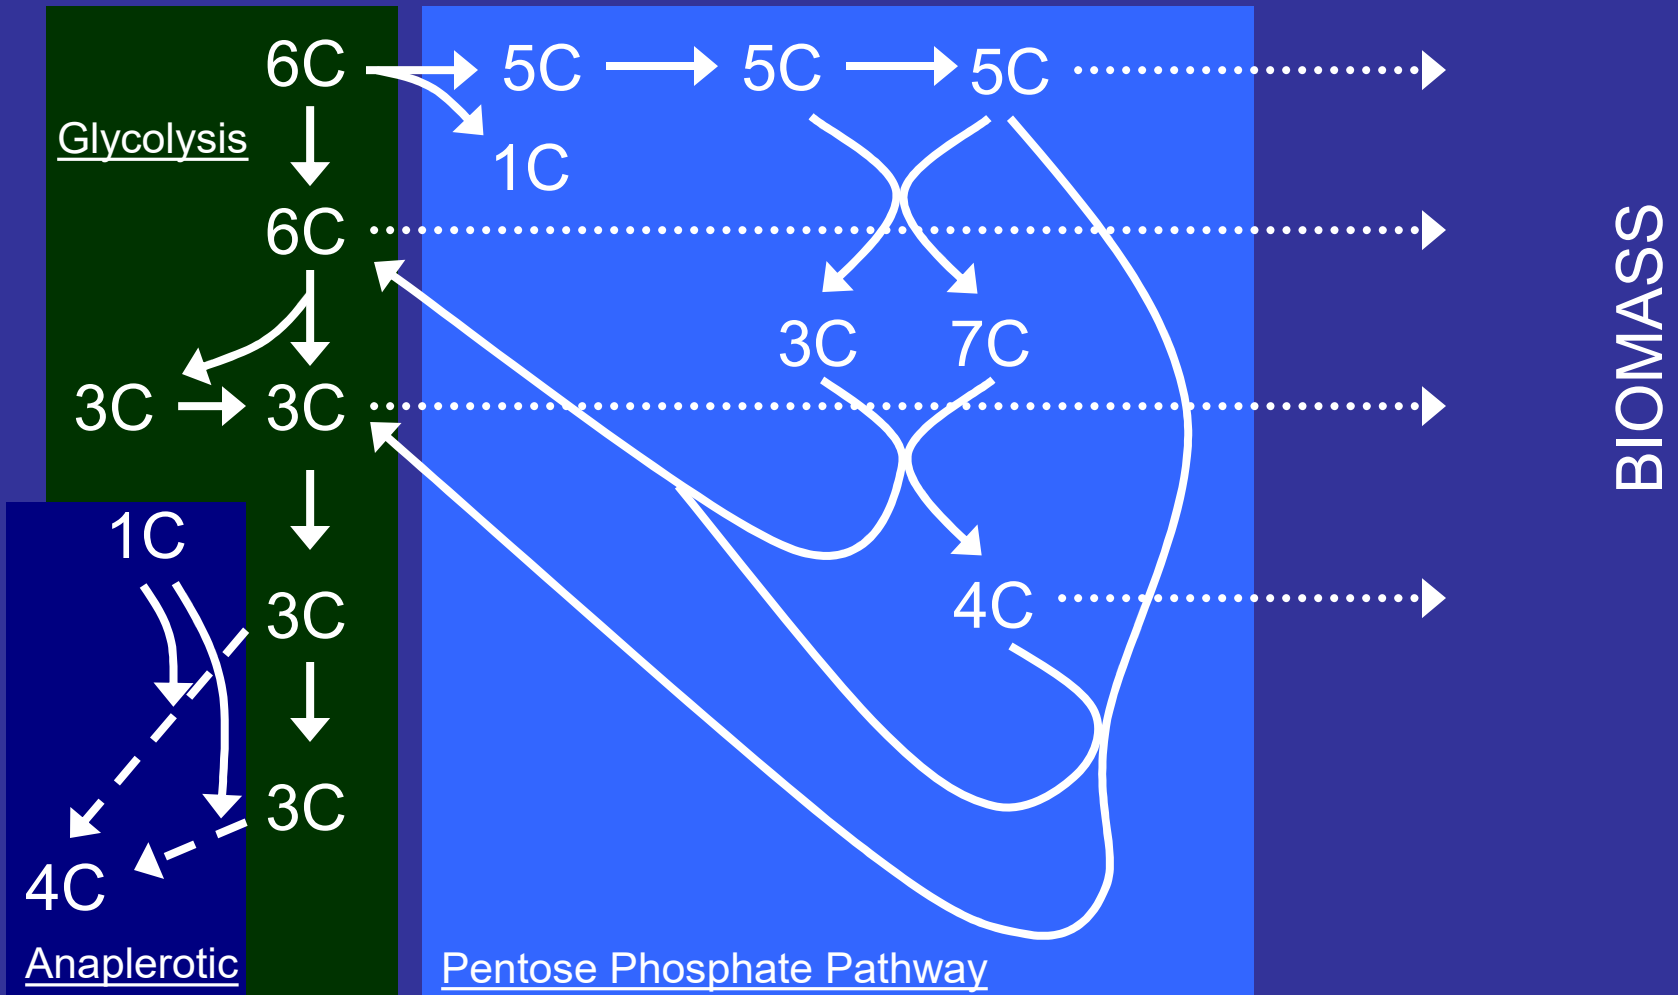 6C 5C 5C 5C
Glycolysis
1C
6C
BIOMASS
3C 7C
3C 3C
1C
3C
4C
3C
4C
Anaplerotic
Pentose Phosphate Pathway